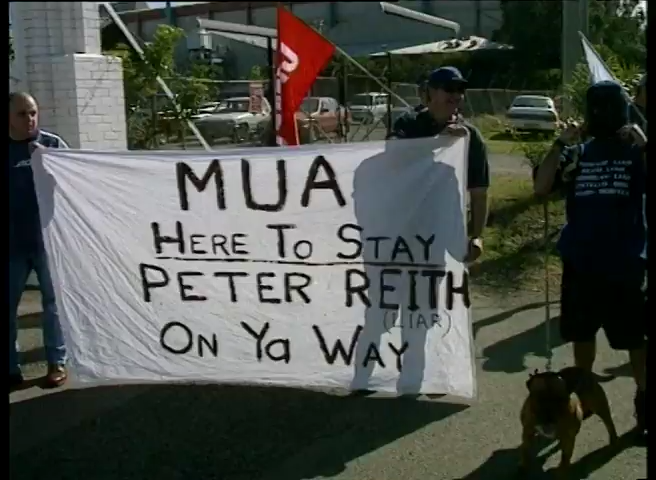 MUA
HERE TO STAY
PETER REITH
(LIAR)
ON Ya WAY